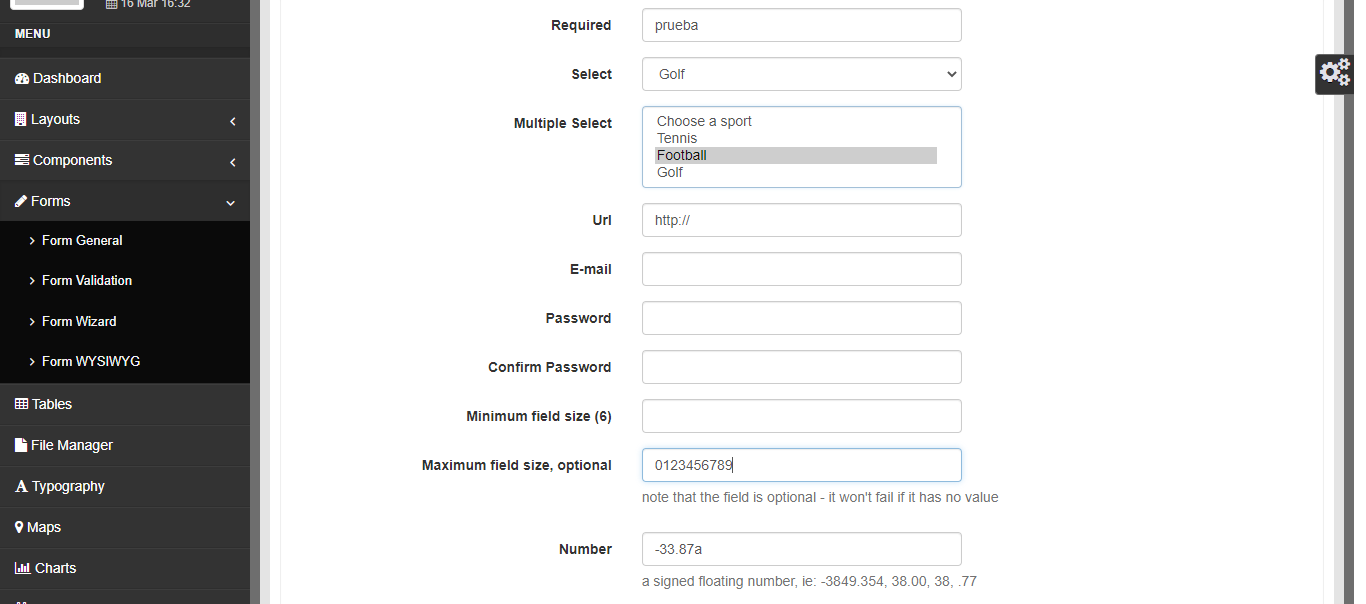 16 Mar 16:32
MENU
Dashboard
Layouts
Components
Forms
Form General
Form Validation
Form Wizard
Form WYSIWYG
Tables
File Manager
Typography
Maps
Charts
Required prueba
Select Golf
Multiple Select Choose a sport
Tennis
Football
Golf
Url http://
E-mail
Password
Confirm Password
Minimum field size (6)
Maximum field size, optional 0123456789
note that the field is optional - it won't fail if it has no value
Number -33.87a
a signed floating number, ie: -3849.354, 38.00, 38, .77